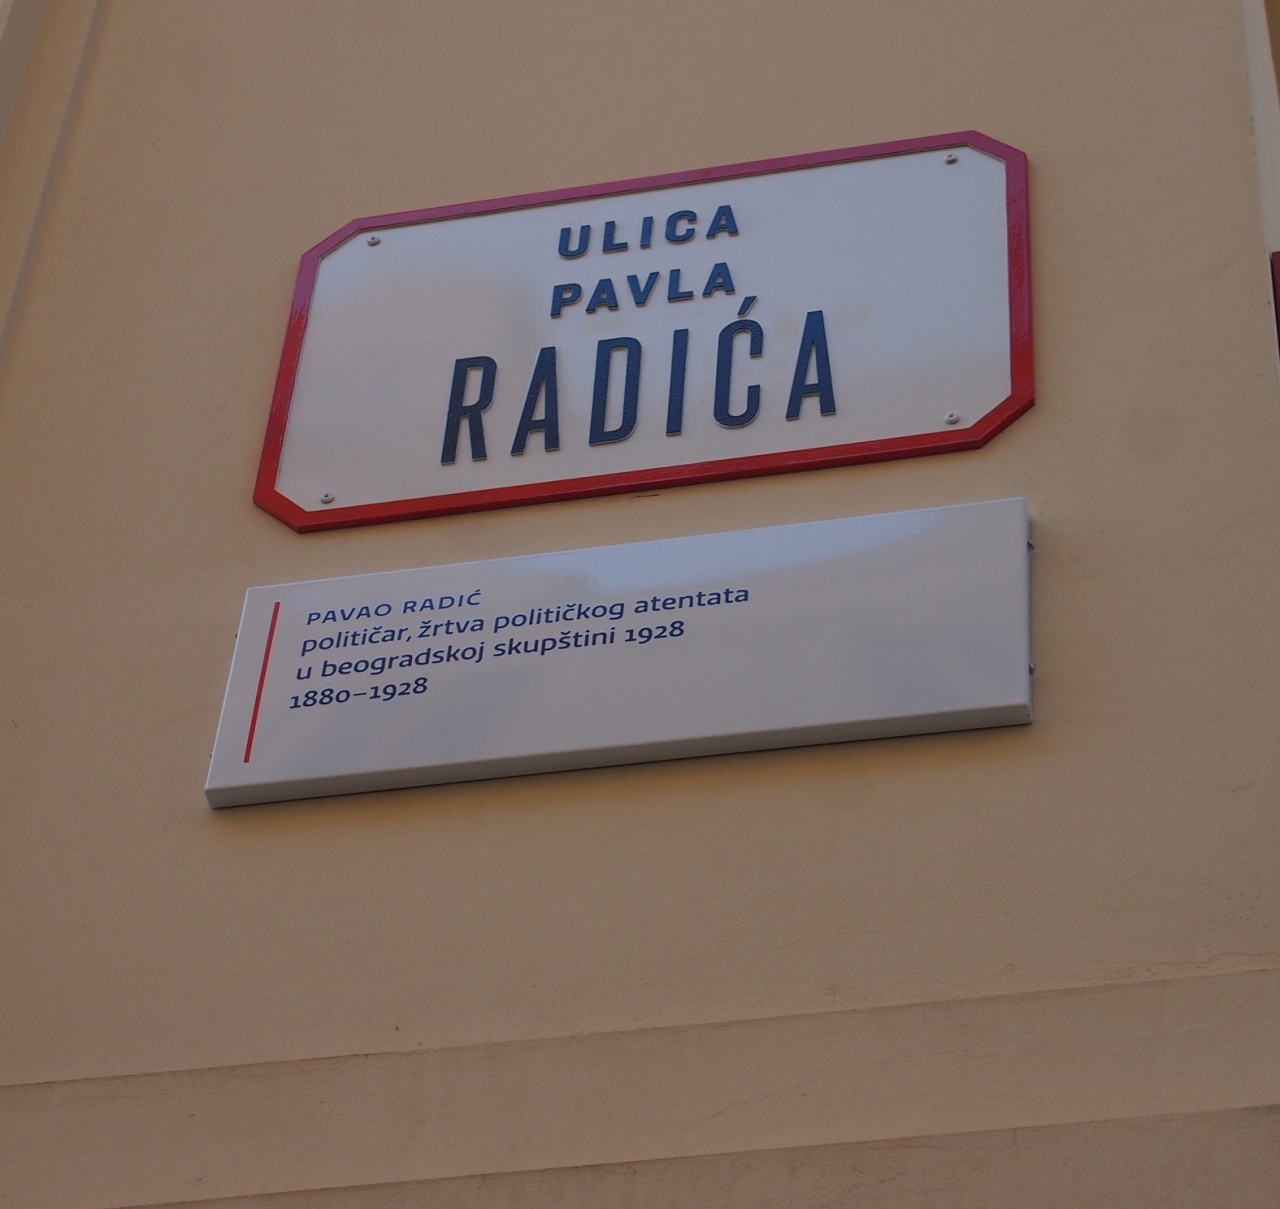 ULICA
PAVLA
RADIĆA
PAVAO RADIĆ
političar, žrtva političkog atentata
u beogradskoj skupštini 1928
1880–1928